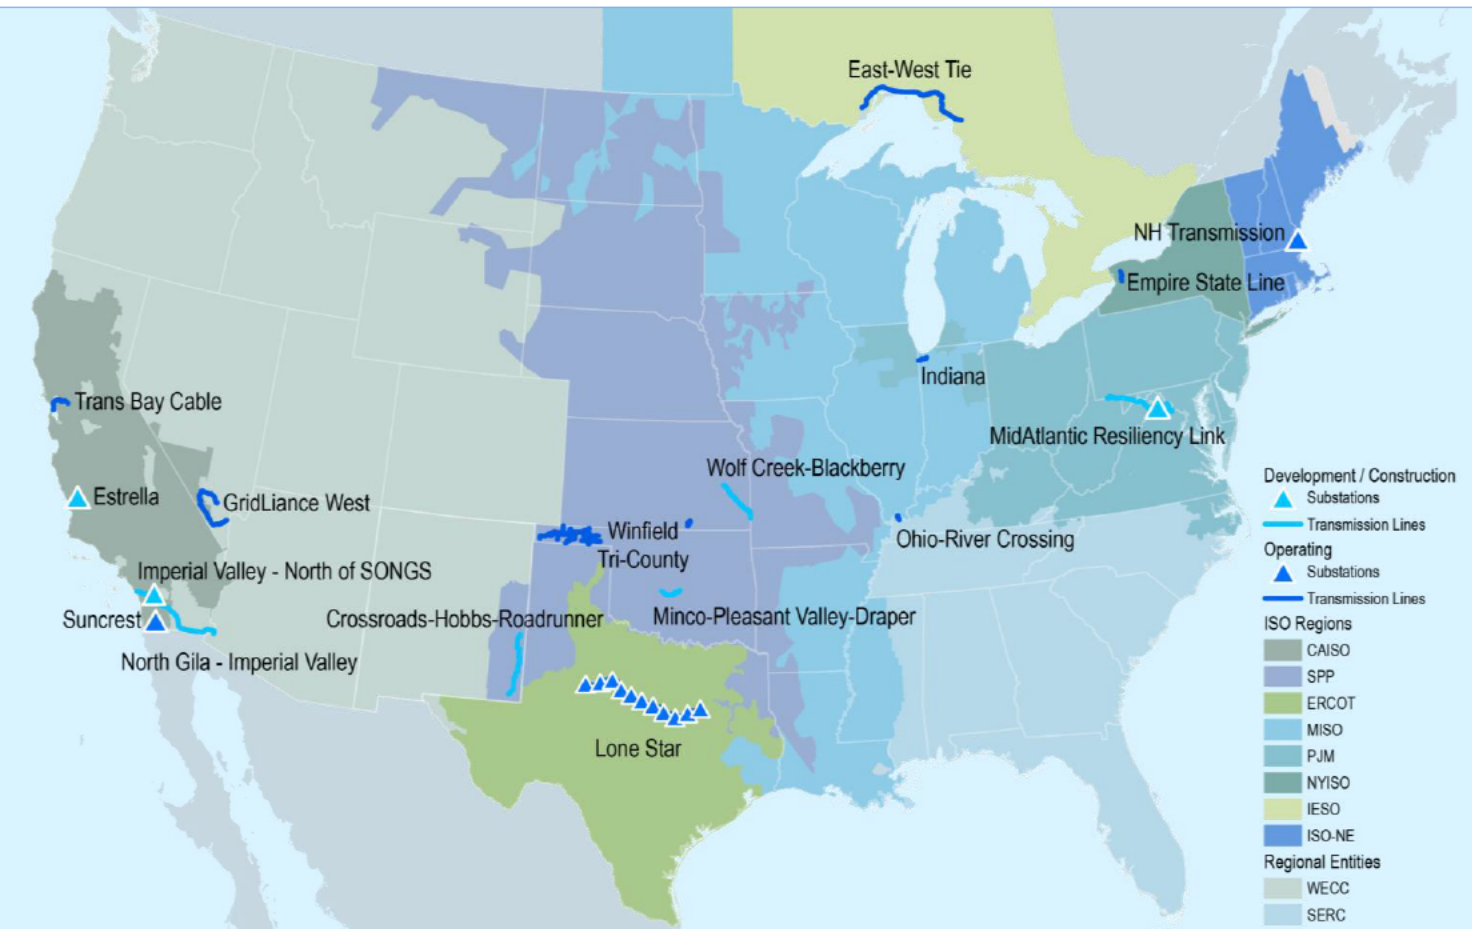 East-West Tie
NH Transmission
Empire State Line
Indiana
Trans Bay Cable
MidAtlantic Resiliency Link
Wolf Creek-Blackberry
Estrella
GridLiance West
Winfield
Ohio-River Crossing
Tri-County
Imperial Valley - North of SONGS
Suncrest
Crossroads-Hobbs-Roadrunner
Minco-Pleasant Valley-Draper
North Gila - Imperial Valley
Lone Star
Development / Construction
Substations
Transmission Lines
Operating
Substations
Transmission Lines
ISO Regions
CAISO
SPP
ERCOT
MISO
PJM
NYISO
IESO
ISO-NE
Regional Entities
WECC
SERC